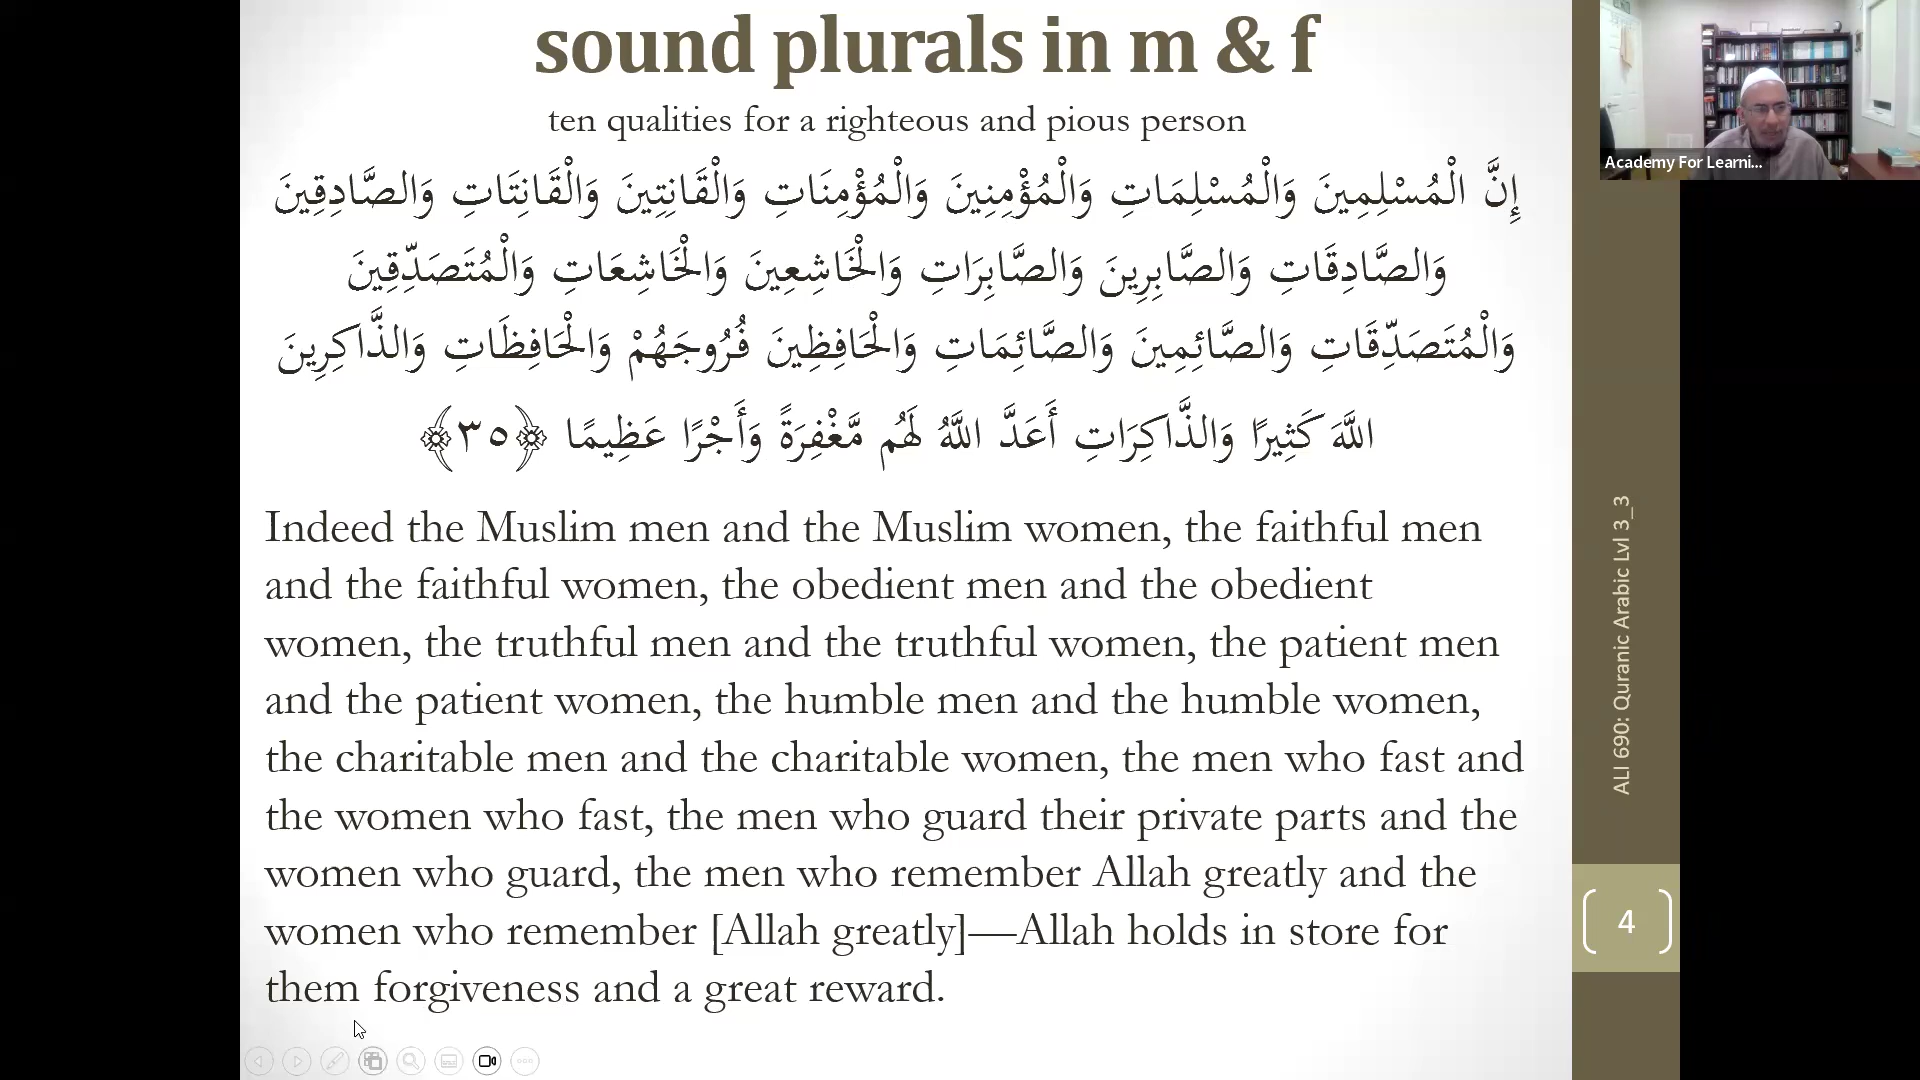 sound plurals in m & f
ten qualities for a righteous and pious person
إِنَّ الْمُسْلِمِينَ وَالْمُسْلِمَاتِ وَالْمُؤْمِنِينَ وَالْمُؤْمِنَاتِ وَالْقَانِتِينَ وَالْقَانِتَاتِ وَالصَّادِقِينَ
وَالصَّادِقَاتِ وَالصَّابِرِينَ وَالصَّابِرَاتِ وَالْخَاشِعِينَ وَالْخَاشِعَاتِ وَالْمُتَصَدِّقِينَ
وَالْمُتَصَدِّقَاتِ وَالصَّائِمِينَ وَالصَّائِمَاتِ وَالْحَافِظِينَ فُرُوجَهُمْ وَالْحَافِظَاتِ وَالذَّاكِرِينَ
اللَّهَ كَثِيرًا وَالذَّاكِرَاتِ أَعَدَّ اللَّهُ لَهُم مَّغْفِرَةً وَأَجْرًا عَظِيمًا ﴿٣٥﴾
Indeed the Muslim men and the Muslim women, the faithful men
and the faithful women, the obedient men and the obedient
women, the truthful men and the truthful women, the patient men
and the patient women, the humble men and the humble women,
the charitable men and the charitable women, the men who fast and
the women who fast, the men who guard their private parts and the
women who guard, the men who remember Allah greatly and the
women who remember [Allah greatly]—Allah holds in store for
them forgiveness and a great reward.
Academy For Learni...
ALI 690: Quranic Arabic Lvl 3_3
4